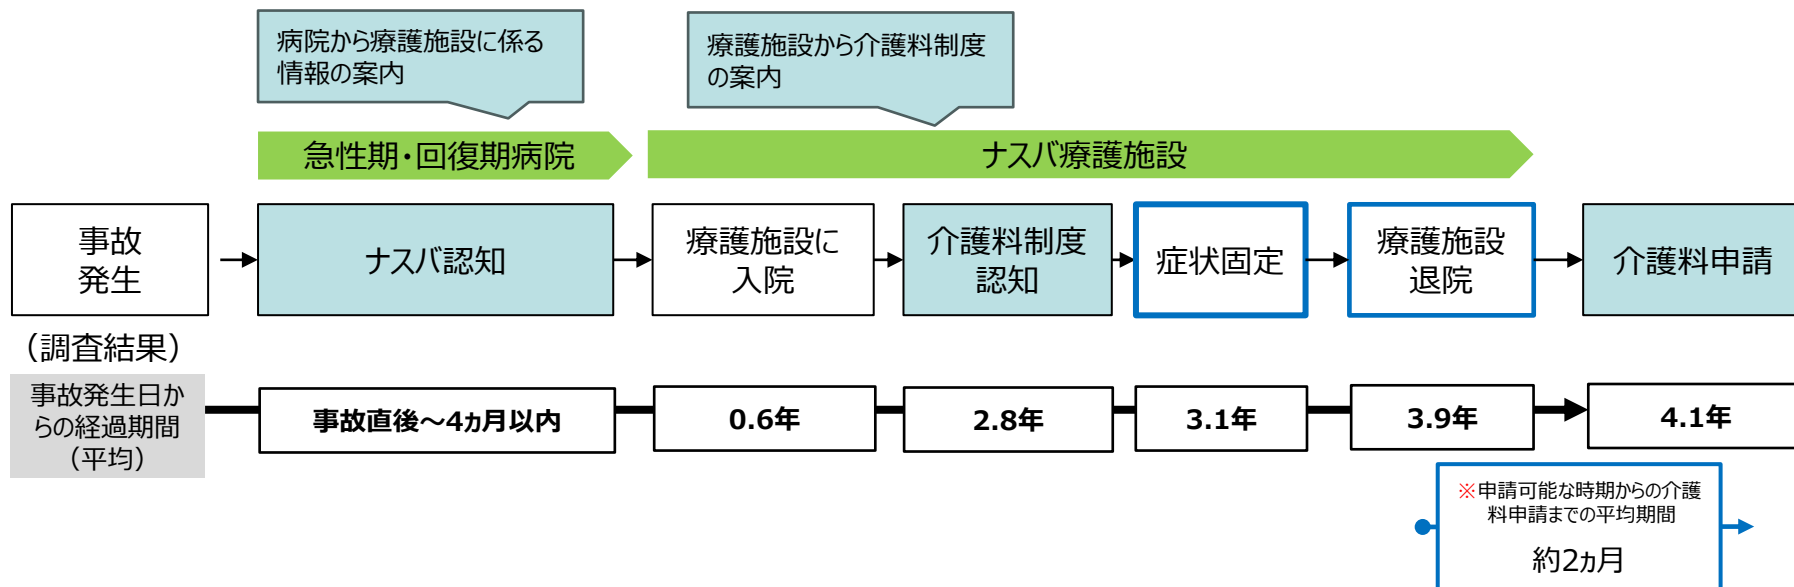 病院から療護施設に係る
情報の案内
療護施設から介護料制度
の案内
急性期・回復期病院
ナスバ療護施設
事故
発生
ナスバ認知
療護施設に
入院
介護料制度
認知
症状固定
療護施設
退院
介護料申請
（調査結果）
事故発生日か
らの経過期間
（平均）
事故直後～4ヵ月以内
0.6年
2.8年
3.1年
3.9年
4.1年
※申請可能な時期からの介護
料申請までの平均期間
約2ヵ月